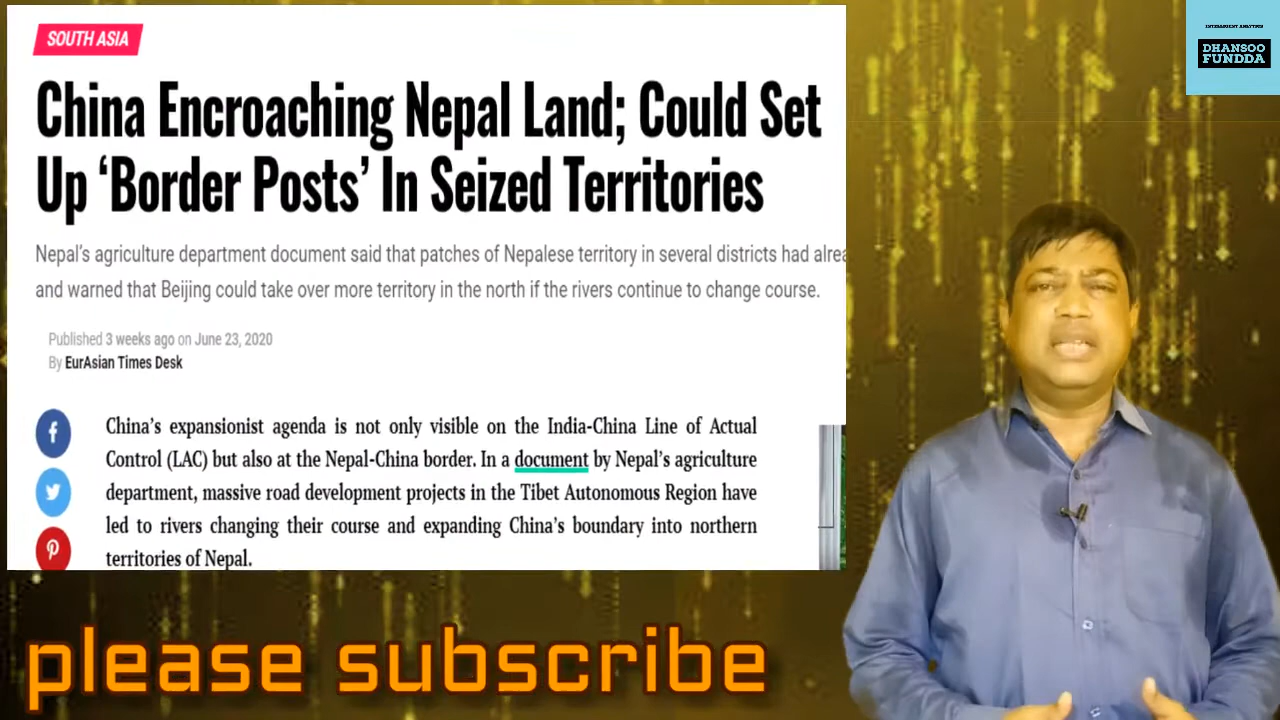 SOUTH ASIA
China Encroaching Nepal Land; Could Set
Up ‘Border Posts’ In Seized Territories
Nepal’s agriculture department document said that patches of Nepalese territory in several districts had alrea
and warned that Beijing could take over more territory in the north if the rivers continue to change course.
Published 3 weeks ago on June 23, 2020
By EurAsian Times Desk
China’s expansionist agenda is not only visible on the India-China Line of Actual
Control (LAC) but also at the Nepal-China border. In a document by Nepal’s agriculture
department, massive road development projects in the Tibet Autonomous Region have
led to rivers changing their course and expanding China’s boundary into northern
territories of Nepal.
please subscribe
INTELLIGENT ANALYSIS
DHANSOO
FUNDDA